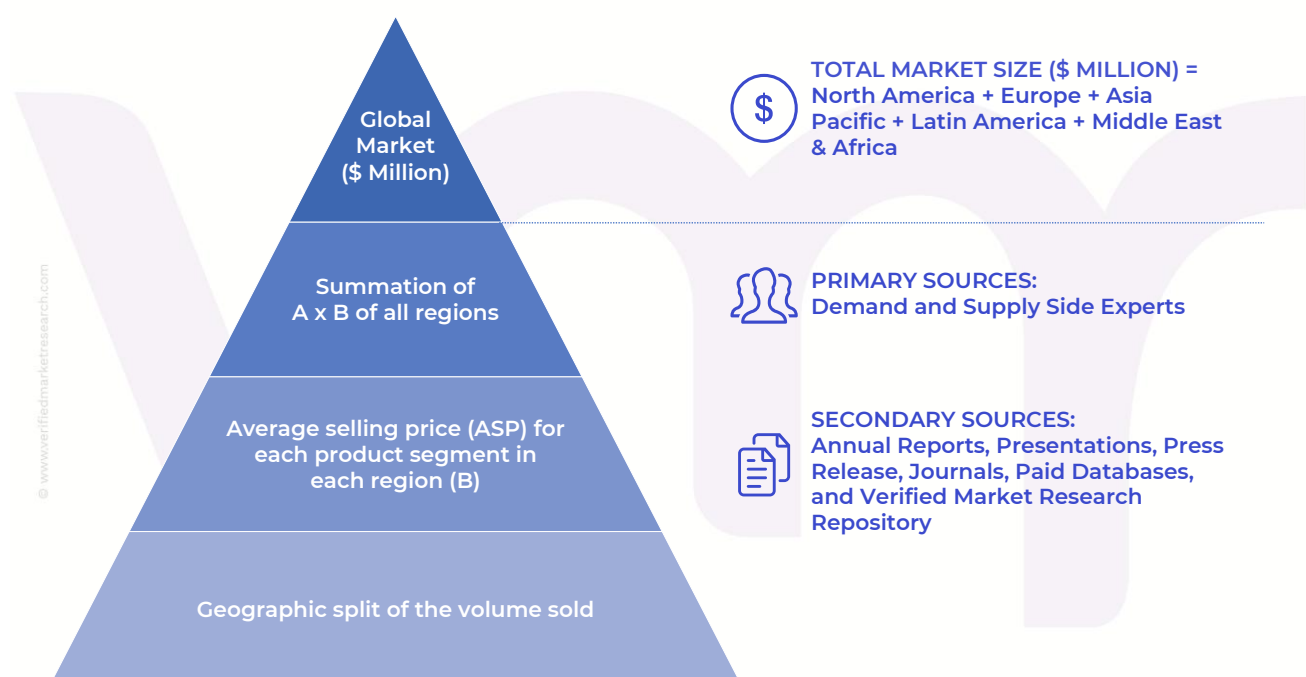 Global
Market
($ Million)
Summation of
A x B of all regions
Average selling price (ASP) for
each product segment in
each region (B)
Geographic split of the volume sold
$
TOTAL MARKET SIZE ($ MILLION) =
North America + Europe + Asia
Pacific + Latin America + Middle East
& Africa
PRIMARY SOURCES:
Demand and Supply Side Experts
SECONDARY SOURCES:
Annual Reports, Presentations, Press
Release, Journals, Paid Databases,
and Verified Market Research
Repository
© www.verifiedmarketresearch.com